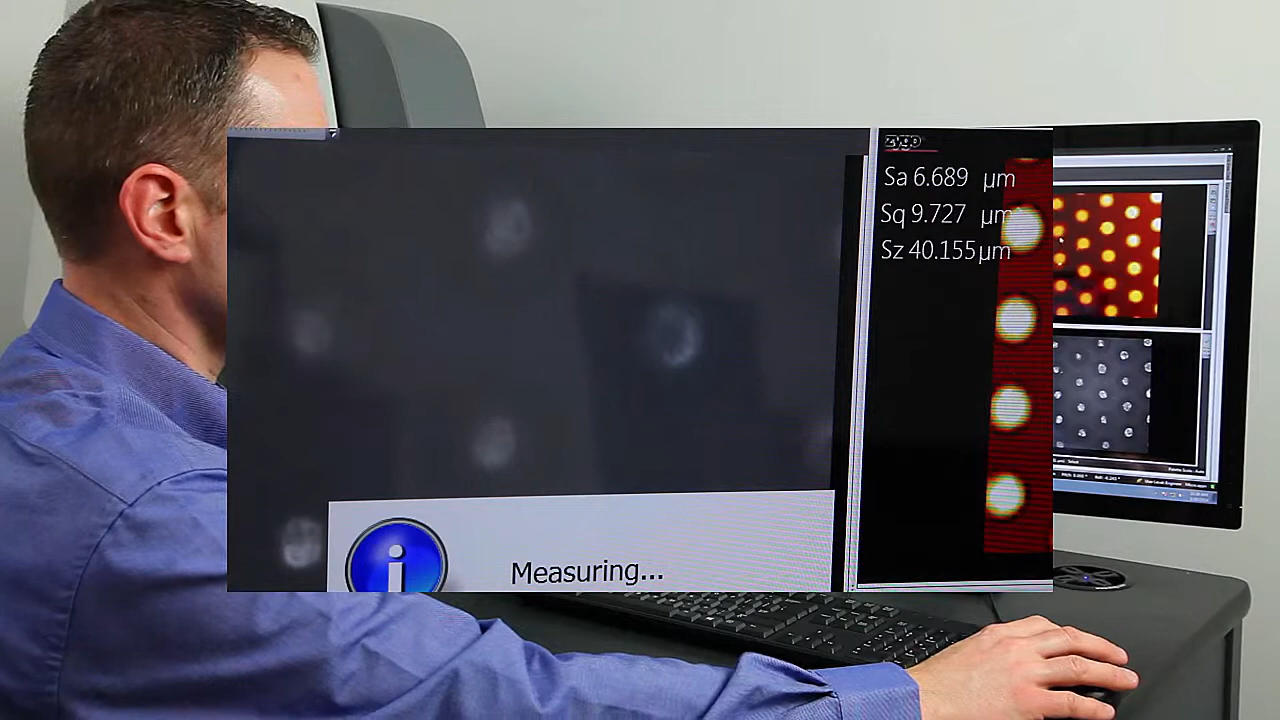 zygo
Sa 6.689 μm
Sq 9.727 μm
Sz 40.155 μm
Measuring...